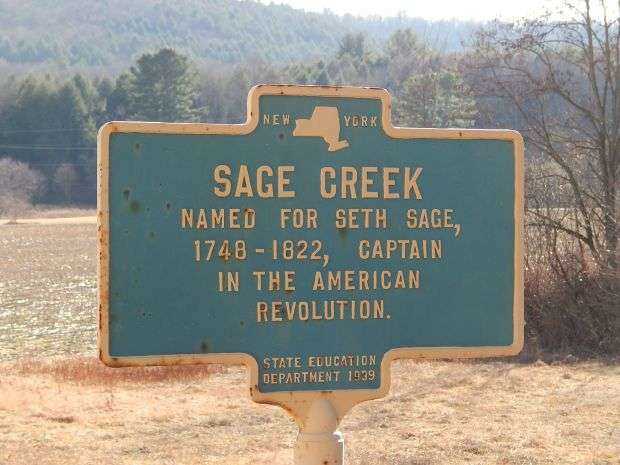 NEW YORK
SAGE CREEK
NAMED FOR SETH SAGE,
1748-1822, CAPTAIN
IN THE AMERICAN
REVOLUTION.
STATE EDUCATION
DEPARTMENT 1939